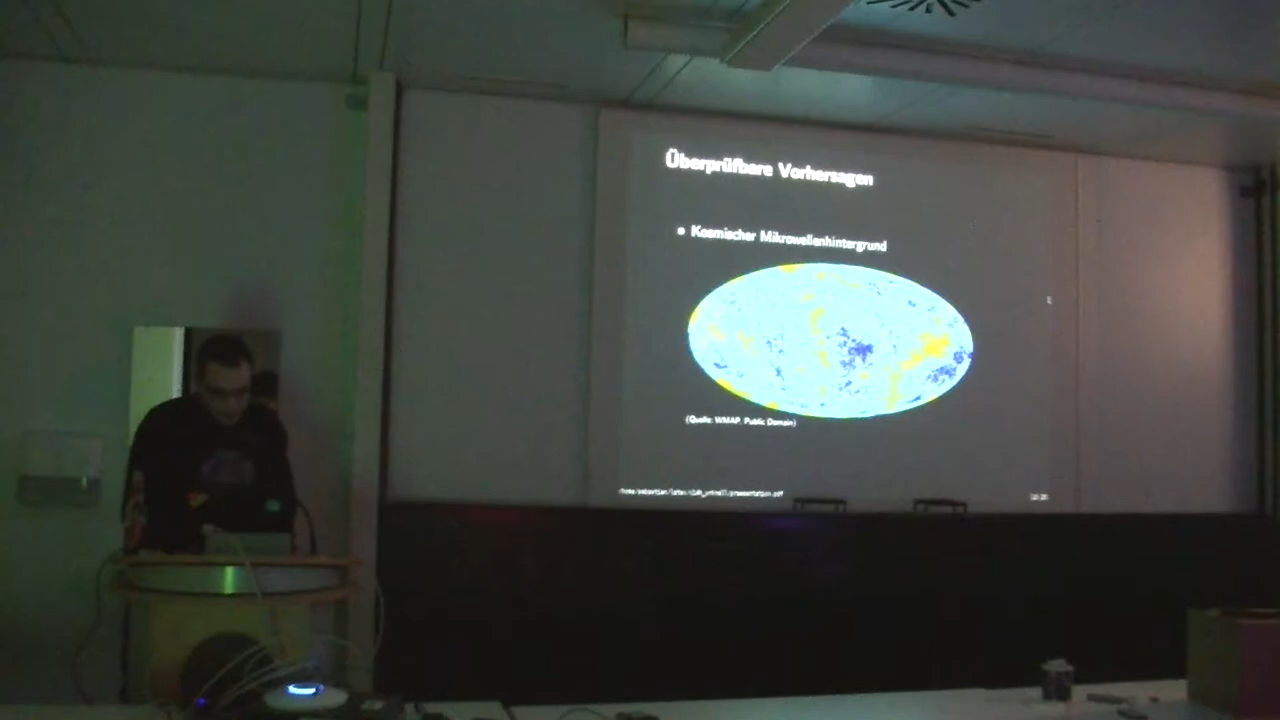 Überprüfbare Vorhersagen
Kosmischer Mikrowellenhintergrund
(Quelle: WMAP, Public Domain)